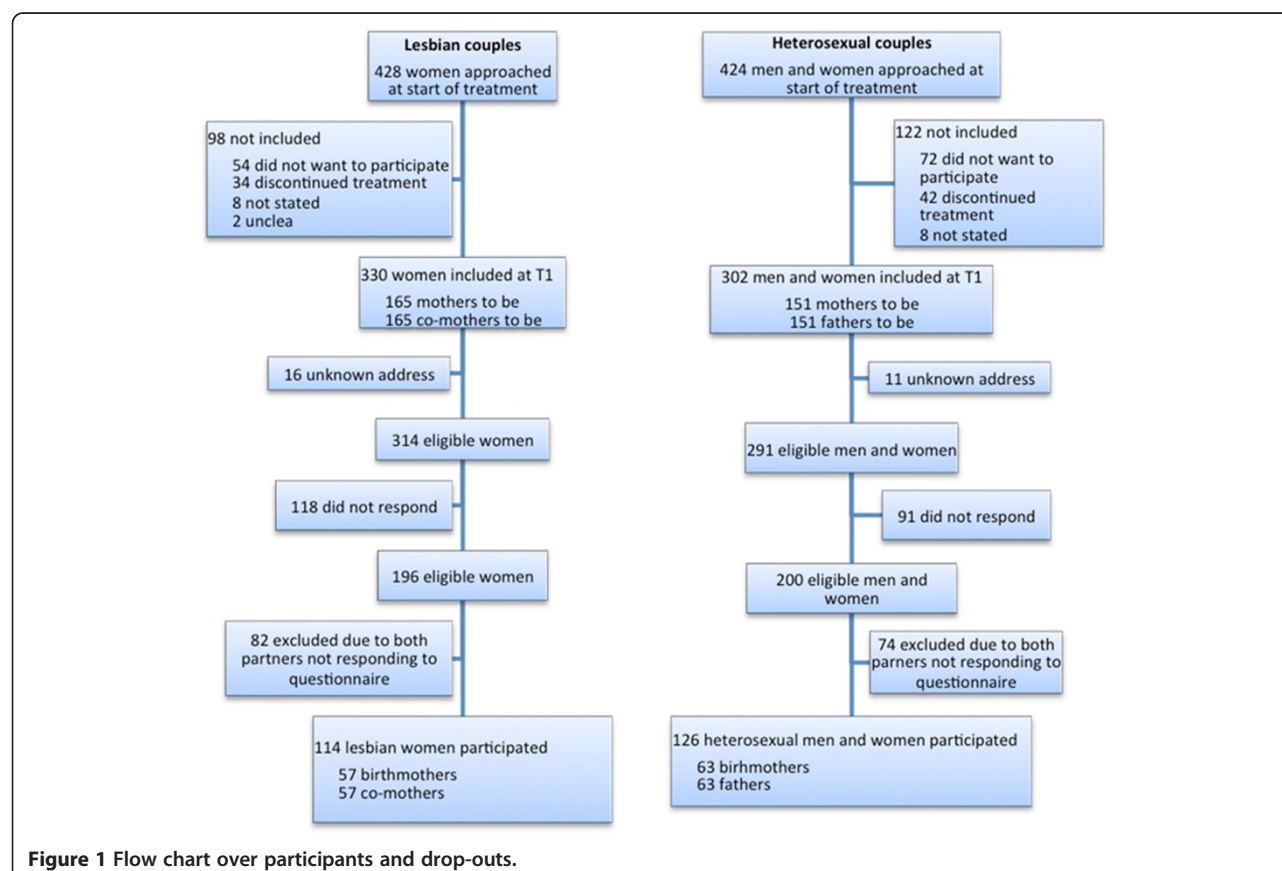 Lesbian couples
428 women approached
at start of treatment
98 not included
54 did not want to participate
34 discontinued treatment
8 not stated
2 unclea
330 women included at T1
165 mothers to be
165 co-mothers to be
16 unknown address
314 eligible women
118 did not respond
196 eligible women
82 excluded due to both
partners not responding to
questionnaire
114 lesbian women participated
57 birthmothers
57 co-mothers
Heterosexual couples
424 men and women approached at
start of treatment
122 not included
72 did not want to
participate
42 discontinued
treatment
8 not stated
302 men and women included at T1
151 mothers to be
151 fathers to be
11 unknown address
291 eligible men and women
91 did not respond
200 eligible men and
women
74 excluded due to both
parners not responding to
questionnaire
126 heterosexual men and women participated
63 birhmothers
63 fathers
Figure 1 Flow chart over participants and drop-outs.